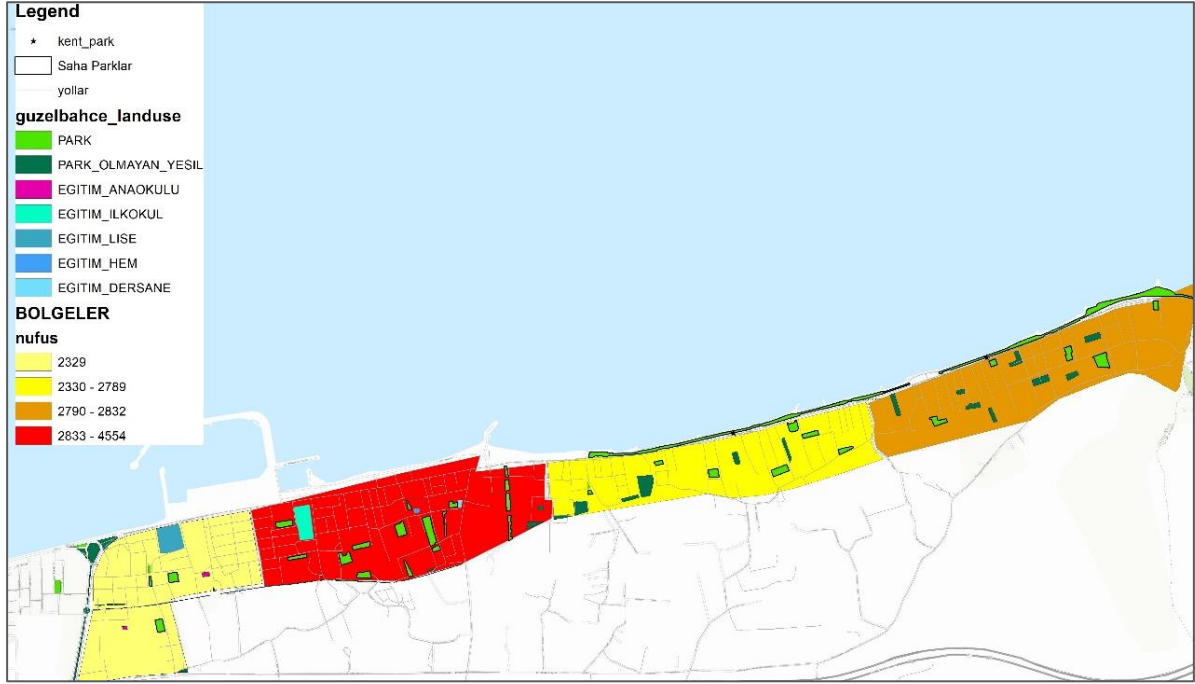 Legend
kent_park
Saha Parklar
yollar
guzelbahce_landuse
PARK
PARK_OLMAYAN_YESIL
EGITIM_ANAOKULU
EGITIM_ILKOKUL
EGITIM_LISE
EGITIM_HEM
EGITIM_DERSANE
BOLGELER
nufus
2329
2330 - 2789
2790 - 2832
2833 - 4554